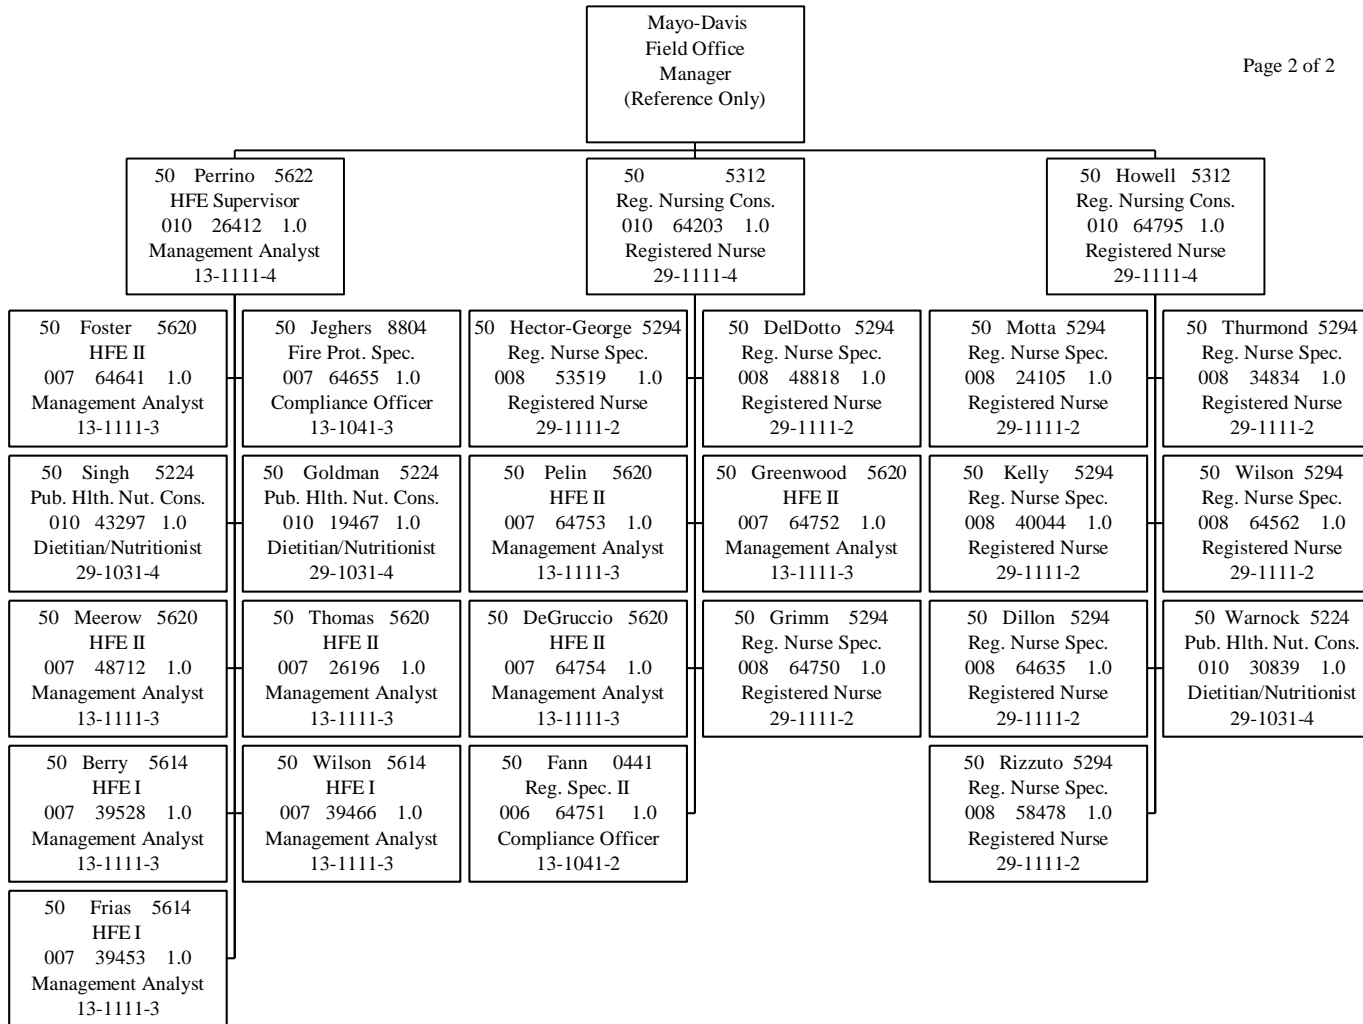 Mayo-Davis
Field Office
Manager
(Reference Only)
Page 2 of 2
50 Perrino 5622
HFE Supervisor
010 26412 1.0
Management Analyst
13-1111-4
50 5312
Reg. Nursing Cons.
010 64203 1.0
Registered Nurse
29-1111-4
50 Howell 5312
Reg. Nursing Cons.
010 64795 1.0
Registered Nurse
29-1111-4
50 Foster 5620
HFE II
007 64641 1.0
Management Analyst
13-1111-3
50 Jeghers 8804
Fire Prot. Spec.
007 64655 1.0
Compliance Officer
13-1041-3
50 Hector-George 5294
Reg. Nurse Spec.
008 53519 1.0
Registered Nurse
29-1111-2
50 DelDotto 5294
Reg. Nurse Spec.
008 48818 1.0
Registered Nurse
29-1111-2
50 Motta 5294
Reg. Nurse Spec.
008 24105 1.0
Registered Nurse
29-1111-2
50 Thurmond 5294
Reg. Nurse Spec.
008 34834 1.0
Registered Nurse
29-1111-2
50 Singh 5224
Pub. Hlth. Nut. Cons.
010 43297 1.0
Dietitian/Nutritionist
29-1031-4
50 Goldman 5224
Pub. Hlth. Nut. Cons.
010 19467 1.0
Dietitian/Nutritionist
29-1031-4
50 Pelin 5620
HFE II
007 64753 1.0
Management Analyst
13-1111-3
50 Greenwood 5620
HFE II
007 64752 1.0
Management Analyst
13-1111-3
50 Kelly 5294
Reg. Nurse Spec.
008 40044 1.0
Registered Nurse
29-1111-2
50 Wilson 5294
Reg. Nurse Spec.
008 64562 1.0
Registered Nurse
29-1111-2
50 Meerow 5620
HFE II
007 48712 1.0
Management Analyst
13-1111-3
50 Thomas 5620
HFE II
007 26196 1.0
Management Analyst
13-1111-3
50 DeGruccio 5620
HFE II
007 64754 1.0
Management Analyst
13-1111-3
50 Grimm 5294
Reg. Nurse Spec.
008 64750 1.0
Registered Nurse
29-1111-2
50 Dillon 5294
Reg. Nurse Spec.
008 64635 1.0
Registered Nurse
29-1111-2
50 Warnock 5224
Pub. Hlth. Nut. Cons.
010 30839 1.0
Dietitian/Nutritionist
29-1031-4
50 Berry 5614
HFE I
007 39528 1.0
Management Analyst
13-1111-3
50 Wilson 5614
HFE I
007 39466 1.0
Management Analyst
13-1111-3
50 Fann 0441
Reg. Spec. II
006 64751 1.0
Compliance Officer
13-1041-2
50 Rizzuto 5294
Reg. Nurse Spec.
008 58478 1.0
Registered Nurse
29-1111-2
50 Frias 5614
HFE I
007 39453 1.0
Management Analyst
13-1111-3